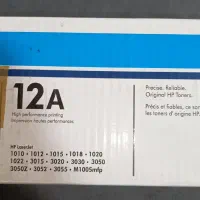 12A
High performance printing
Impression hautes performances
Precise. Reliable.
Original HP Toners.
Précis et fiables, ce sont
les toners d' origine HP.
HP LaserJet
1010 · 1012 · 1015 · 1018 · 1020
1022 · 3015 · 3020 · 3030 · 3050
3050Z · 3052 · 3055 · M1005mfp